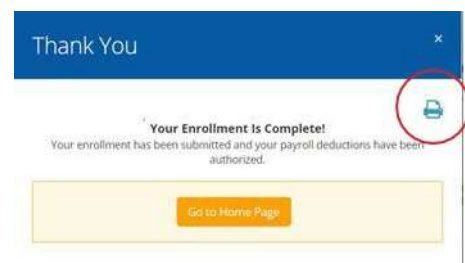 Thank You
×
Your Enrollment Is Complete!
Your enrollment has been submitted and your payroll deductions have been
authorized.
Go to Home Page